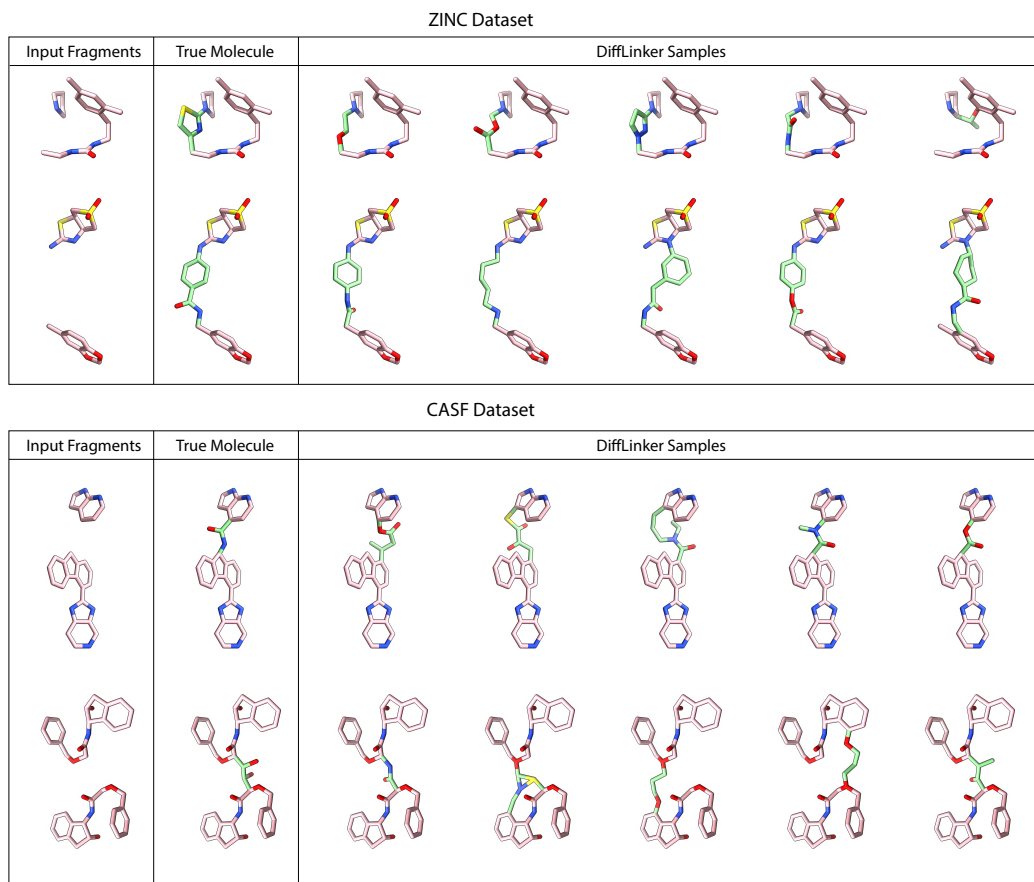 ZINC Dataset
Input Fragments True Molecule DiffLinker Samples
CASF Dataset
Input Fragments True Molecule DiffLinker Samples